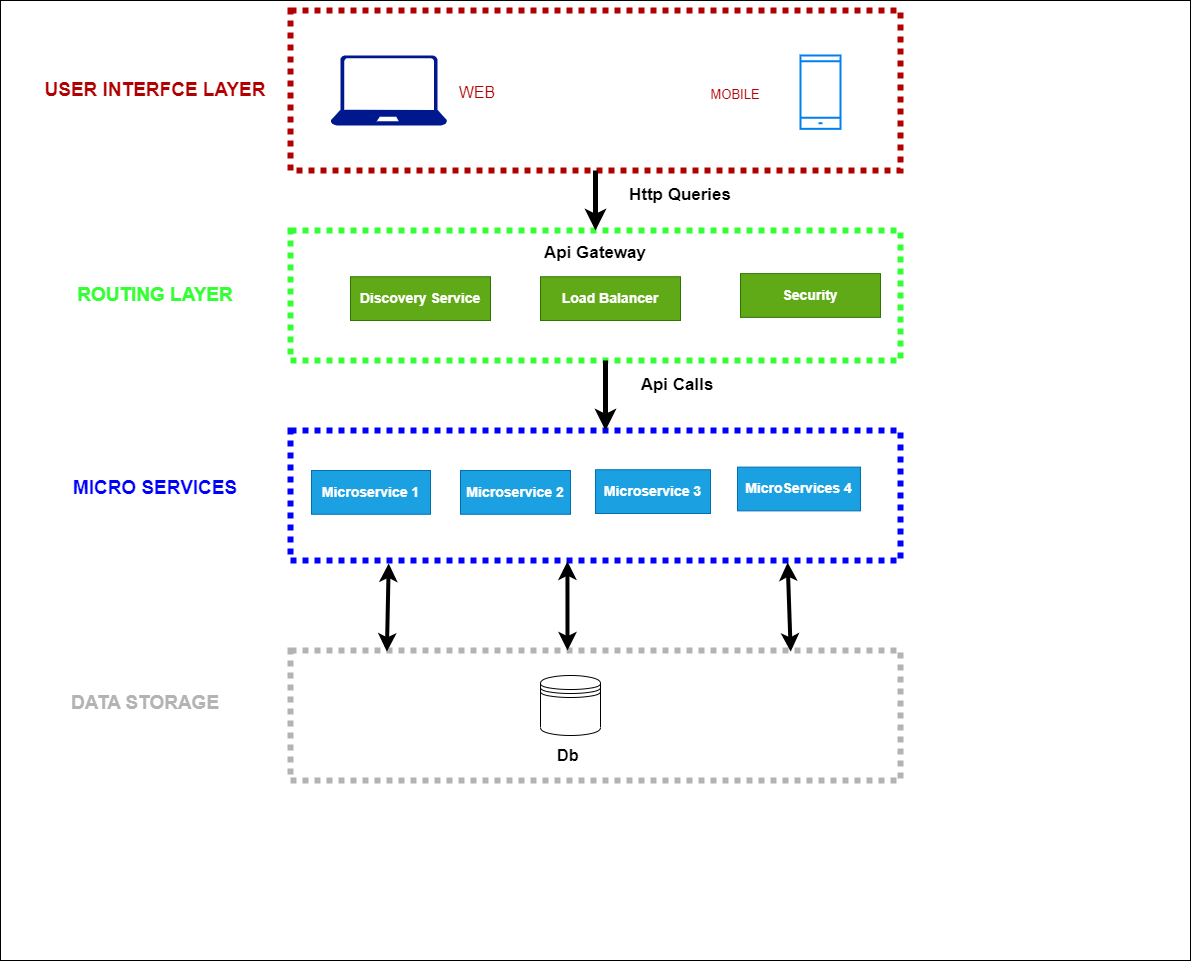 USER INTERFCE LAYER
WEB
MOBILE
Http Queries
Api Gateway
ROUTING LAYER
Discovery Service
Load Balancer
Security
Api Calls
MICRO SERVICES
Microservice 1
Microservice 2
Microservice 3
MicroServices 4
DATA STORAGE
Db